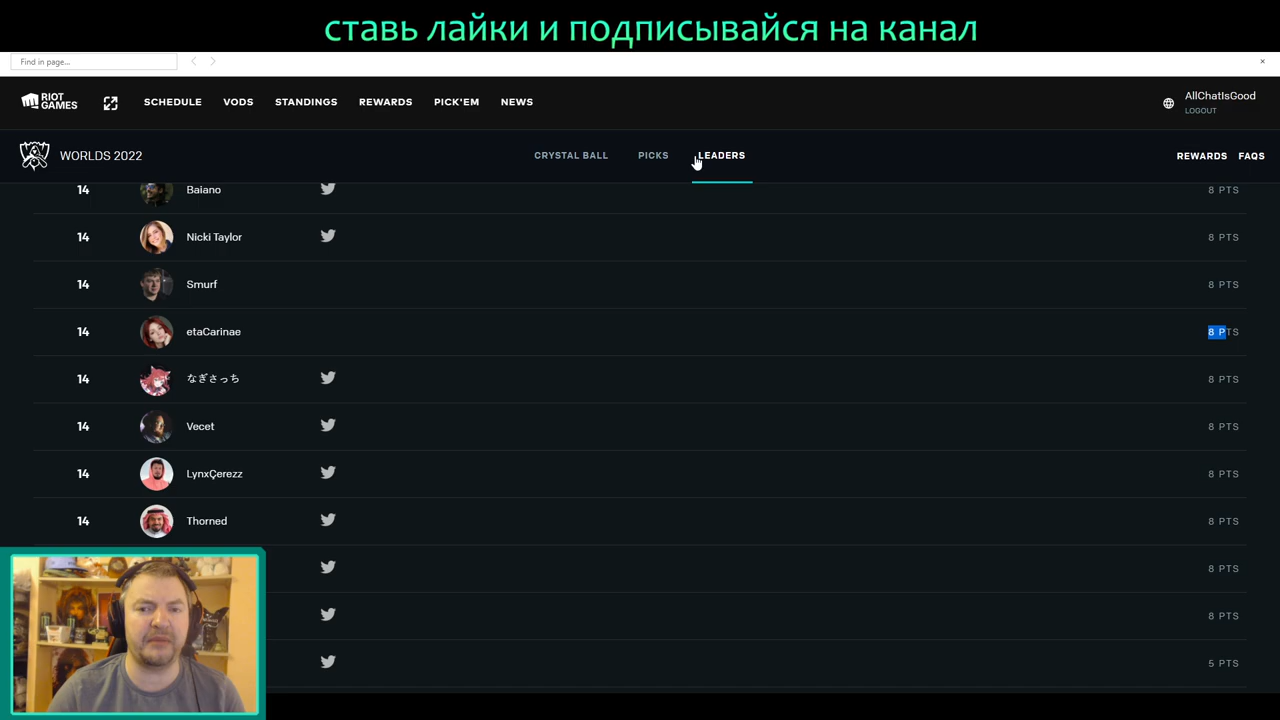 ставь лайки и подписывайся на канал
Find in page...
RIOT GAMES SCHEDULE VODS STANDINGS REWARDS PICK'EM NEWS AllChatIsGood
LOGOUT
WORLDS 2022 CRYSTAL BALL PICKS LEADERS REWARDS FAQS
14 Baiano 8 PTS
14 Nicki Taylor 8 PTS
14 Smurf 8 PTS
14 etaCarinae 8 PTS
14 なぎさっち 8 PTS
14 Vecet 8 PTS
14 LynxÇerezz 8 PTS
14 Thorned 8 PTS
8 PTS
8 PTS
5 PTS